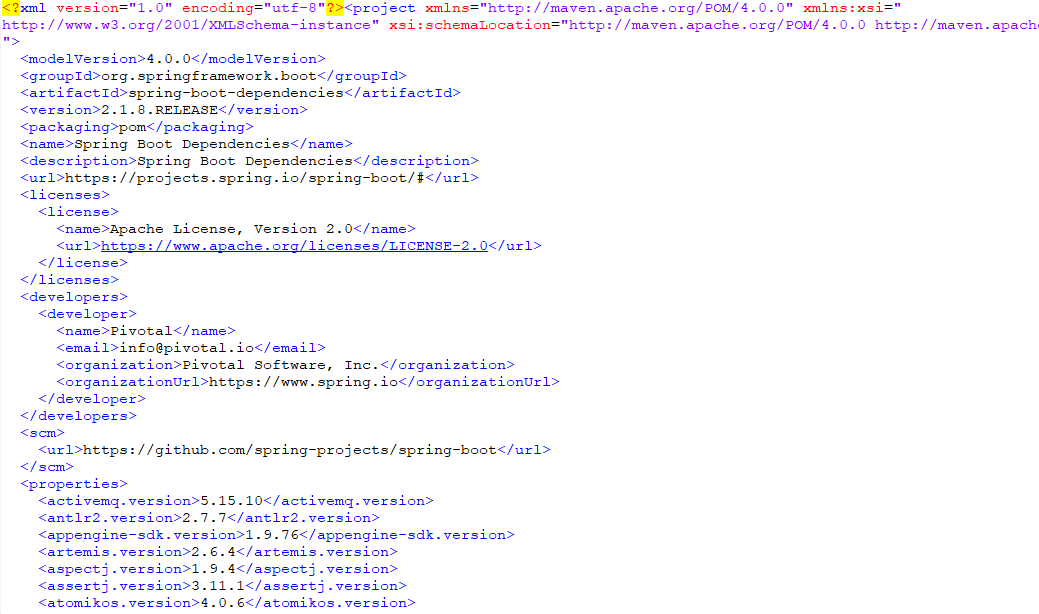 <?xml version="1.0" encoding="utf-8"?><project xmlns="http://maven.apache.org/POM/4.0.0" xmlns:xsi="
http://www.w3.org/2001/XMLSchema-instance" xsi:schemaLocation="http://maven.apache.org/POM/4.0.0 http://maven.apache
">
  <modelVersion>4.0.0</modelVersion>
  <groupId>org.springframework.boot</groupId>
  <artifactId>spring-boot-dependencies</artifactId>
  <version>2.1.8.RELEASE</version>
  <packaging>pom</packaging>
  <name>Spring Boot Dependencies</name>
  <description>Spring Boot Dependencies</description>
  <url>https://projects.spring.io/spring-boot/#</url>
  <licenses>
    <license>
      <name>Apache License, Version 2.0</name>
      <url>https://www.apache.org/licenses/LICENSE-2.0</url>
    </license>
  </licenses>
  <developers>
    <developer>
      <name>Pivotal</name>
      <email>info@pivotal.io</email>
      <organization>Pivotal Software, Inc.</organization>
      <organizationUrl>https://www.spring.io</organizationUrl>
    </developer>
  </developers>
  <scm>
    <url>https://github.com/spring-projects/spring-boot</url>
  </scm>
  <properties>
    <activemq.version>5.15.10</activemq.version>
    <antlr2.version>2.7.7</antlr2.version>
    <appengine-sdk.version>1.9.76</appengine-sdk.version>
    <artemis.version>2.6.4</artemis.version>
    <aspectj.version>1.9.4</aspectj.version>
    <assertj.version>3.11.1</assertj.version>
    <atomikos.version>4.0.6</atomikos.version>